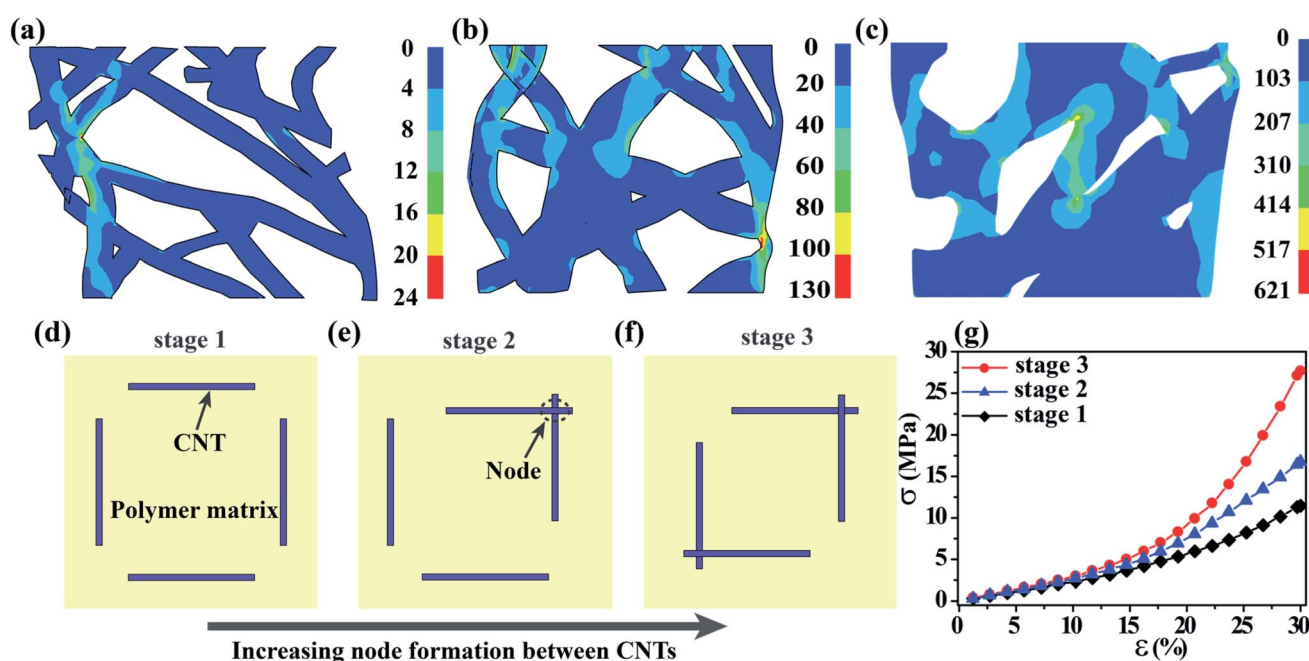 (a)
0
4
8
12
16
20
24
(b)
0
20
40
60
80
100
130
(c)
0
103
207
310
414
517
621
(d)
stage 1
CNT
Polymer matrix
(e)
stage 2
Node
(f)
stage 3
Increasing node formation between CNTs
(g)
30
25
20
15
10
5
0
σ (MPa)
stage 3
stage 2
stage 1
0 5 10 15 20 25 30
ε (%)